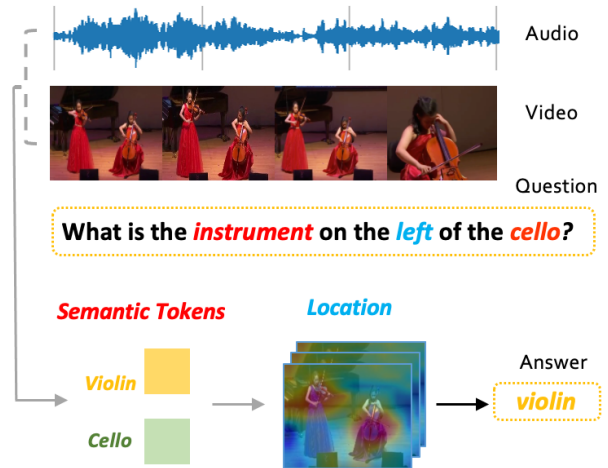 Audio
Video
Question
What is the instrument on the left of the cello?
Semantic Tokens
Location
Violin
Cello
Answer
violin